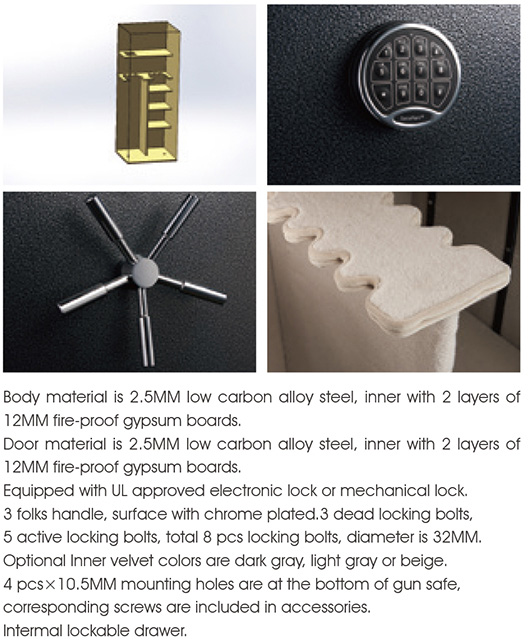 Body material is 2.5MM low carbon alloy steel, inner with 2 layers of
12MM fire-proof gypsum boards.
Door material is 2.5MM low carbon alloy steel, inner with 2 layers of
12MM fire-proof gypsum boards.
Equipped with UL approved electronic lock or mechanical lock.
3 folks handle, surface with chrome plated.3 dead locking bolts,
5 active locking bolts, total 8 pcs locking bolts, diameter is 32MM.
Optional Inner velvet colors are dark gray, light gray or beige.
4 pcs×10.5MM mounting holes are at the bottom of gun safe,
corresponding screws are included in accessories.
Intermal lockable drawer.